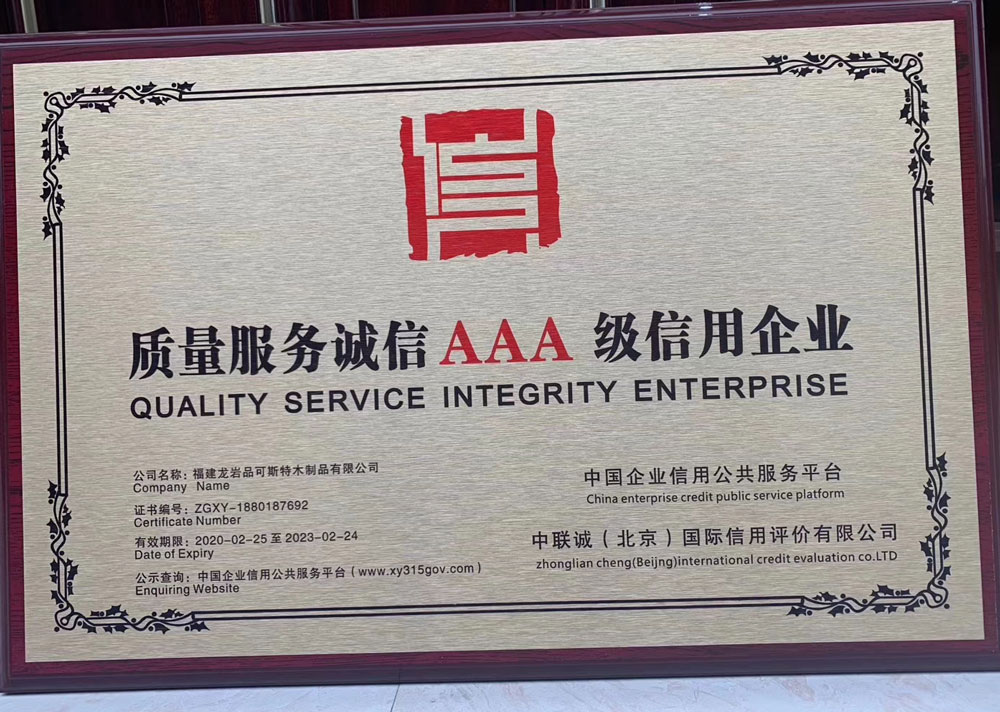 信
质量服务诚信AAA级信用企业
QUALITY SERVICE INTEGRITY ENTERPRISE
公司名称：福建龙岩品可斯特木制品有限公司
Company Name
证书编号：ZGXY-1880187692
Certificate Number
有效期限：2020-02-25至2023-02-24
Date of Expiry
公示查询：中国企业信用公共服务平台（www.xy315gov.com）
Enquiring Website
中国企业信用公共服务平台
China enterprise credit public service platform
中联诚（北京）国际信用评价有限公司
zhonglian cheng(Beijng)international credit evaluation co.LTD